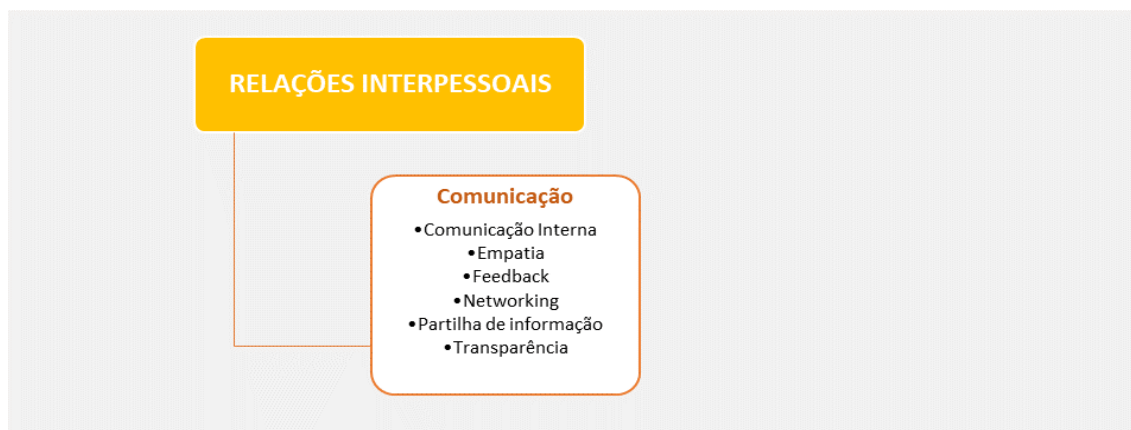 RELAÇÕES INTERPESSOAIS
Comunicação
•Comunicação Interna
•Empatia
•Feedback
•Networking
•Partilha de informação
•Transparência